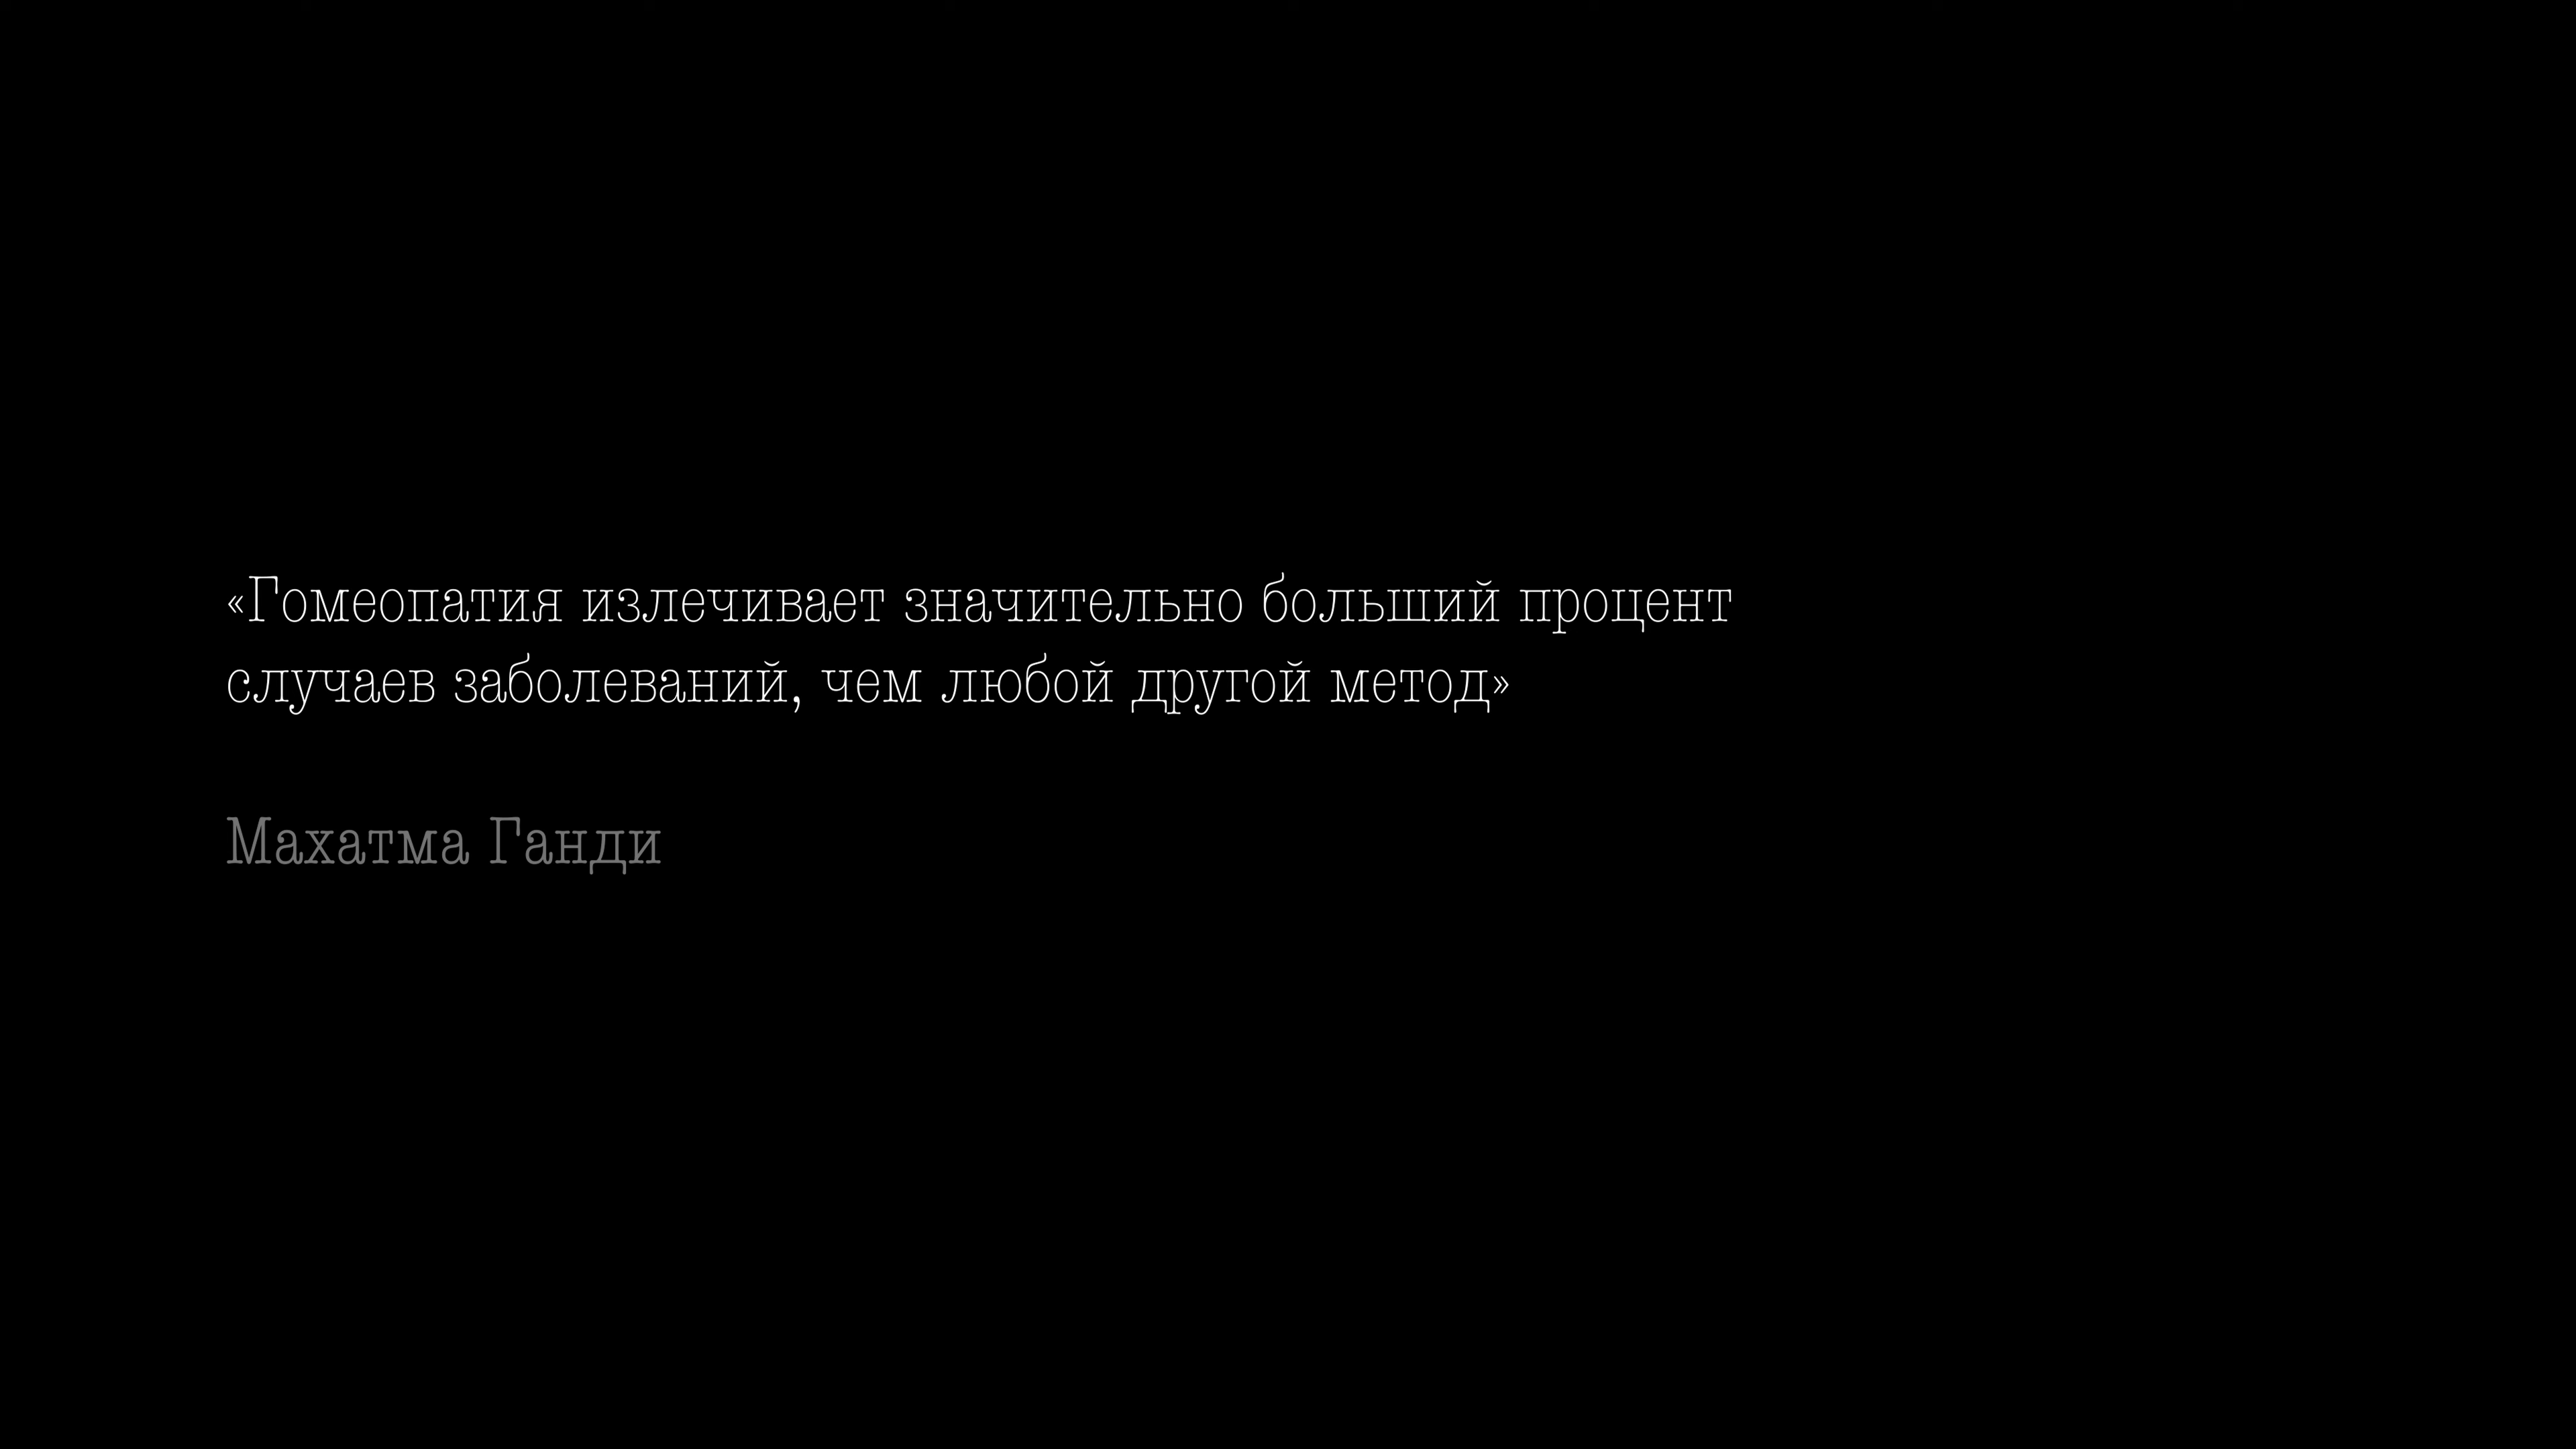 «Гомеопатия излечивает значительно больший процент
случаев заболеваний, чем любой другой метод»
Махатма Ганди